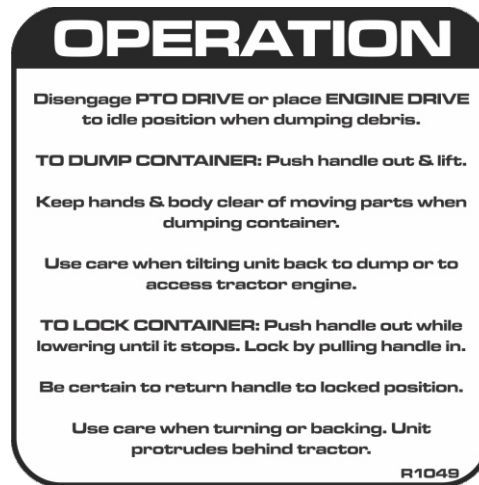 OPERATION
Disengage PTO DRIVE or place ENGINE DRIVE
to idle position when dumping debris.
TO DUMP CONTAINER: Push handle out & lift.
Keep hands & body clear of moving parts when
dumping container.
Use care when tilting unit back to dump or to
access tractor engine.
TO LOCK CONTAINER: Push handle out while
lowering until it stops. Lock by pulling handle in.
Be certain to return handle to locked position.
Use care when turning or backing. Unit
protrudes behind tractor.
R1049